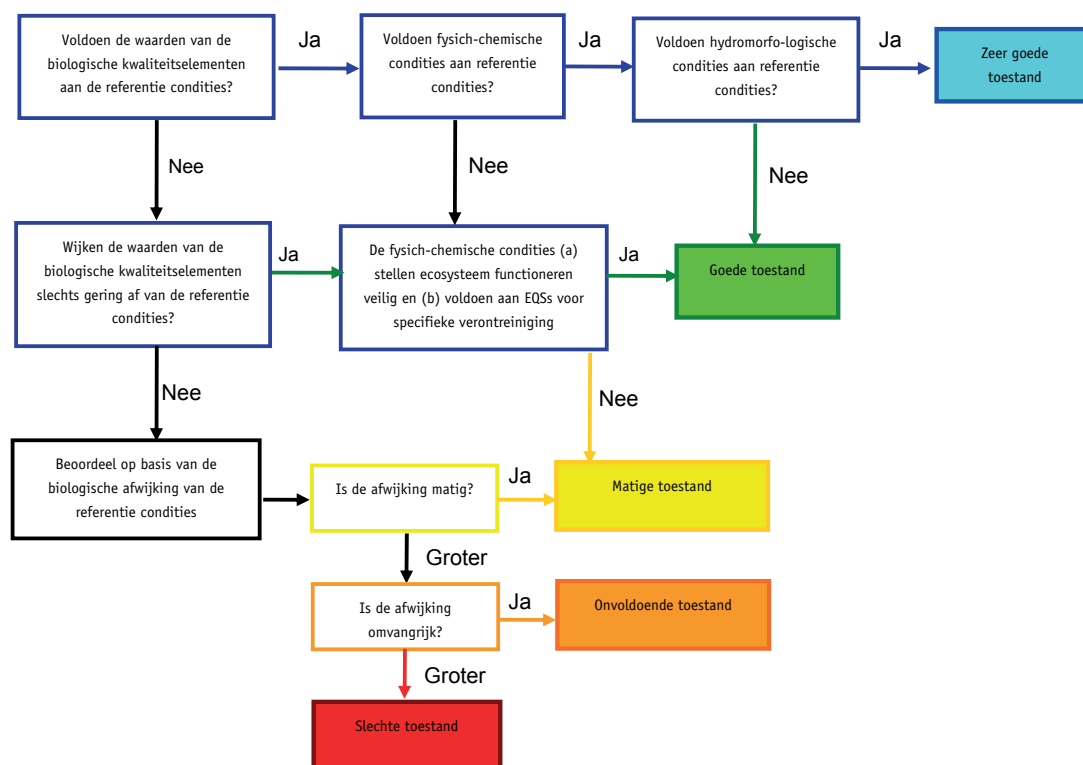 Voldoen de waarden van de
biologische kwaliteitselementen
aan de referentie condities?
Ja
Voldoen fysich-chemische
condities aan referentie
condities?
Ja
Voldoen hydromorfo-logische
condities aan referentie
condities?
Ja
Zeer goede
toestand
Nee
Nee
Nee
Wijken de waarden van de
biologische kwaliteitselementen
slechts gering af van de referentie
condities?
Ja
De fysich-chemische condities (a)
stellen ecosysteem functioneren
veilig en (b) voldoen aan EQSs voor
specifieke verontreiniging
Ja
Goede toestand
Nee
Nee
Beoordeel op basis van de
biologische afwijking van de
referentie condities
Is de afwijking matig?
Ja
Matige toestand
Groter
Is de afwijking
omvangrijk?
Ja
Onvoldoende toestand
Groter
Slechte toestand